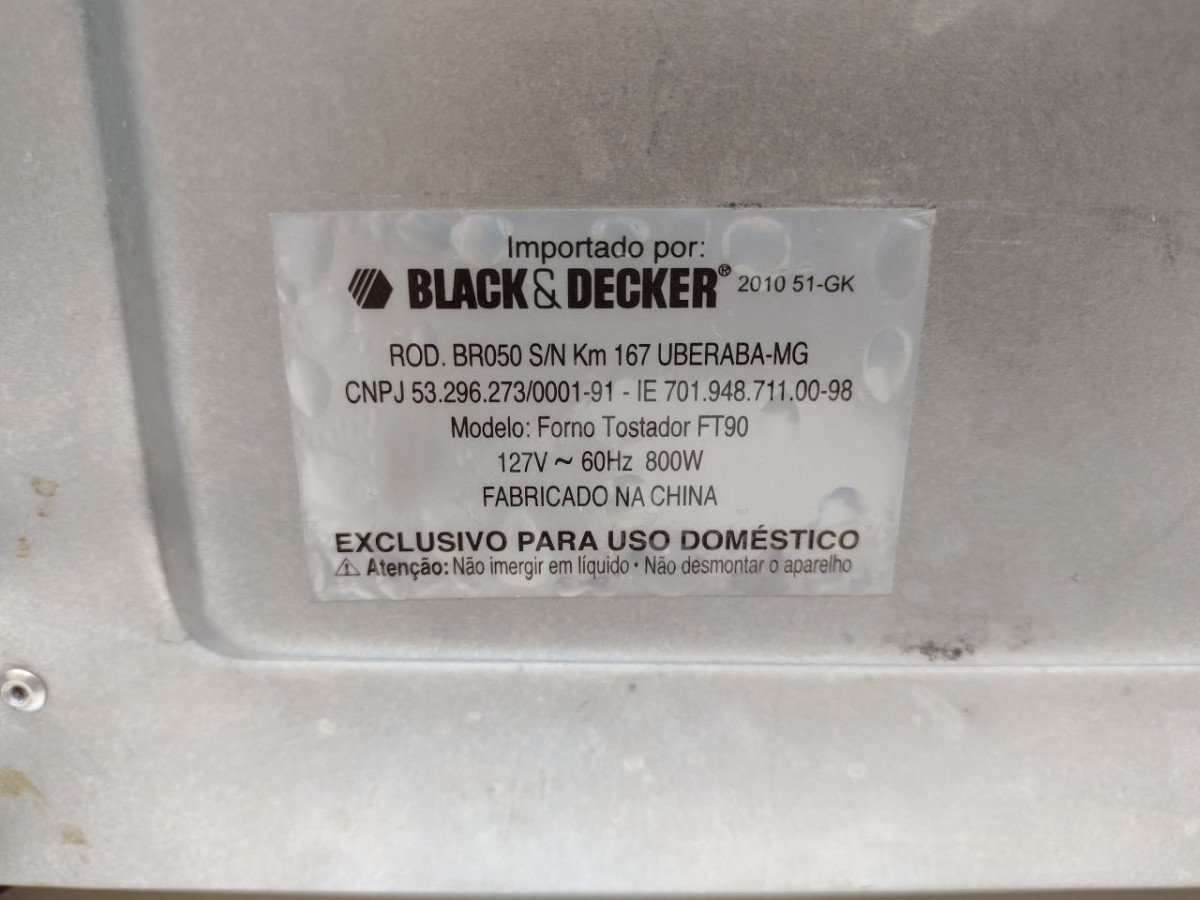 Importado por:
BLACK & DECKER® 2010 51-GK
ROD. BR050 S/N Km 167 UBERABA-MG
CNPJ 53.296.273/0001-91 - IE 701.948.711.00-98
Modelo: Forno Tostador FT90
127V ~ 60Hz 800W
FABRICADO NA CHINA
EXCLUSIVO PARA USO DOMÉSTICO
⚠ Atenção: Não imergir em líquido • Não desmontar o aparelho